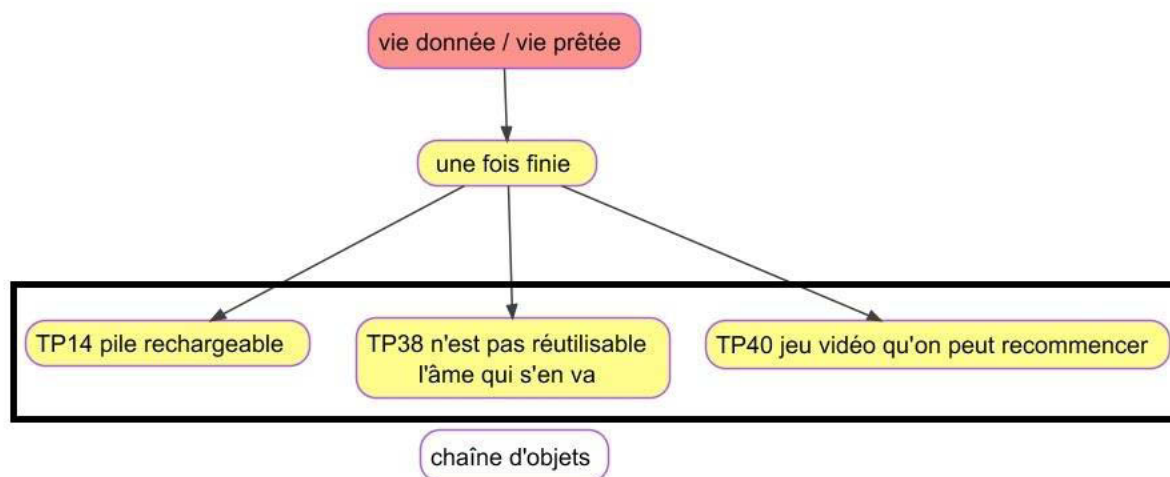 vie donnée / vie prêtée
une fois finie
TP14 pile rechargeable
TP38 n'est pas réutilisable
l'âme qui s'en va
TP40 jeu vidéo qu'on peut recommencer
chaîne d'objets